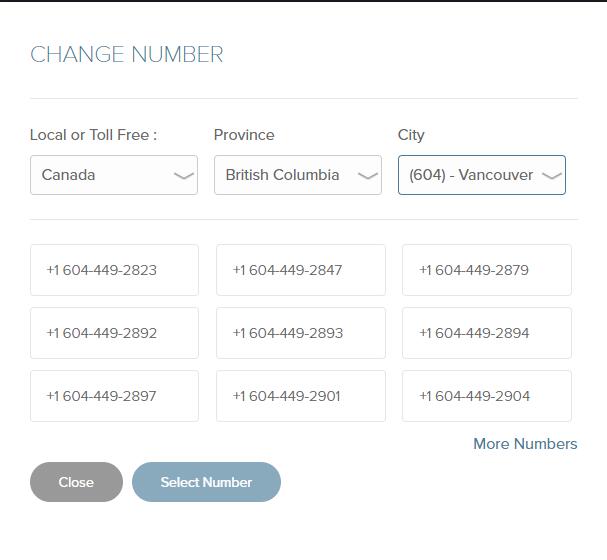 CHANGE NUMBER
Local or Toll Free : Province City
Canada British Columbia (604) - Vancouver
+1 604-449-2823 +1 604-449-2847 +1 604-449-2879
+1 604-449-2892 +1 604-449-2893 +1 604-449-2894
+1 604-449-2897 +1 604-449-2901 +1 604-449-2904
More Numbers
Close Select Number